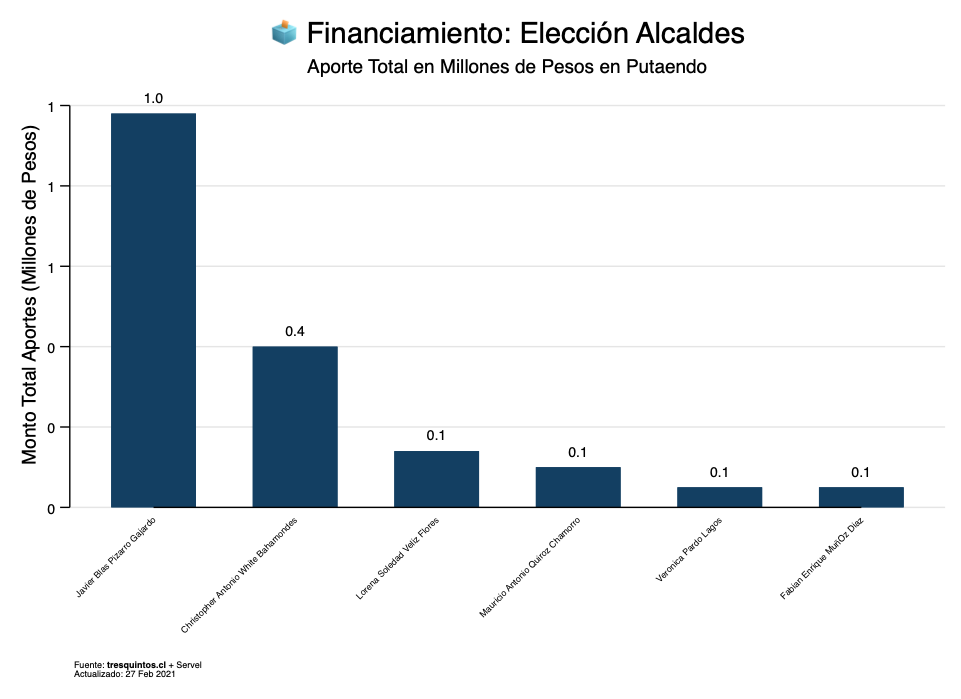 Financiamiento: Elección Alcaldes
Aporte Total en Millones de Pesos en Putaendo
Monto Total Aportes (Millones de Pesos)
1
1
1
0
0
0
1.0
0.4
0.1
0.1
0.1
0.1
Javier Blas Pizarro Gajardo
Christopher Antonio White Bahamondes
Lorena Soledad Veliz Flores
Mauricio Antonio Quiroz Chamorro
Veronica Pardo Lagos
Fabian Enrique MuñOz Diaz
Fuente: tresquintos.cl + Servel
Actualizado: 27 Feb 2021